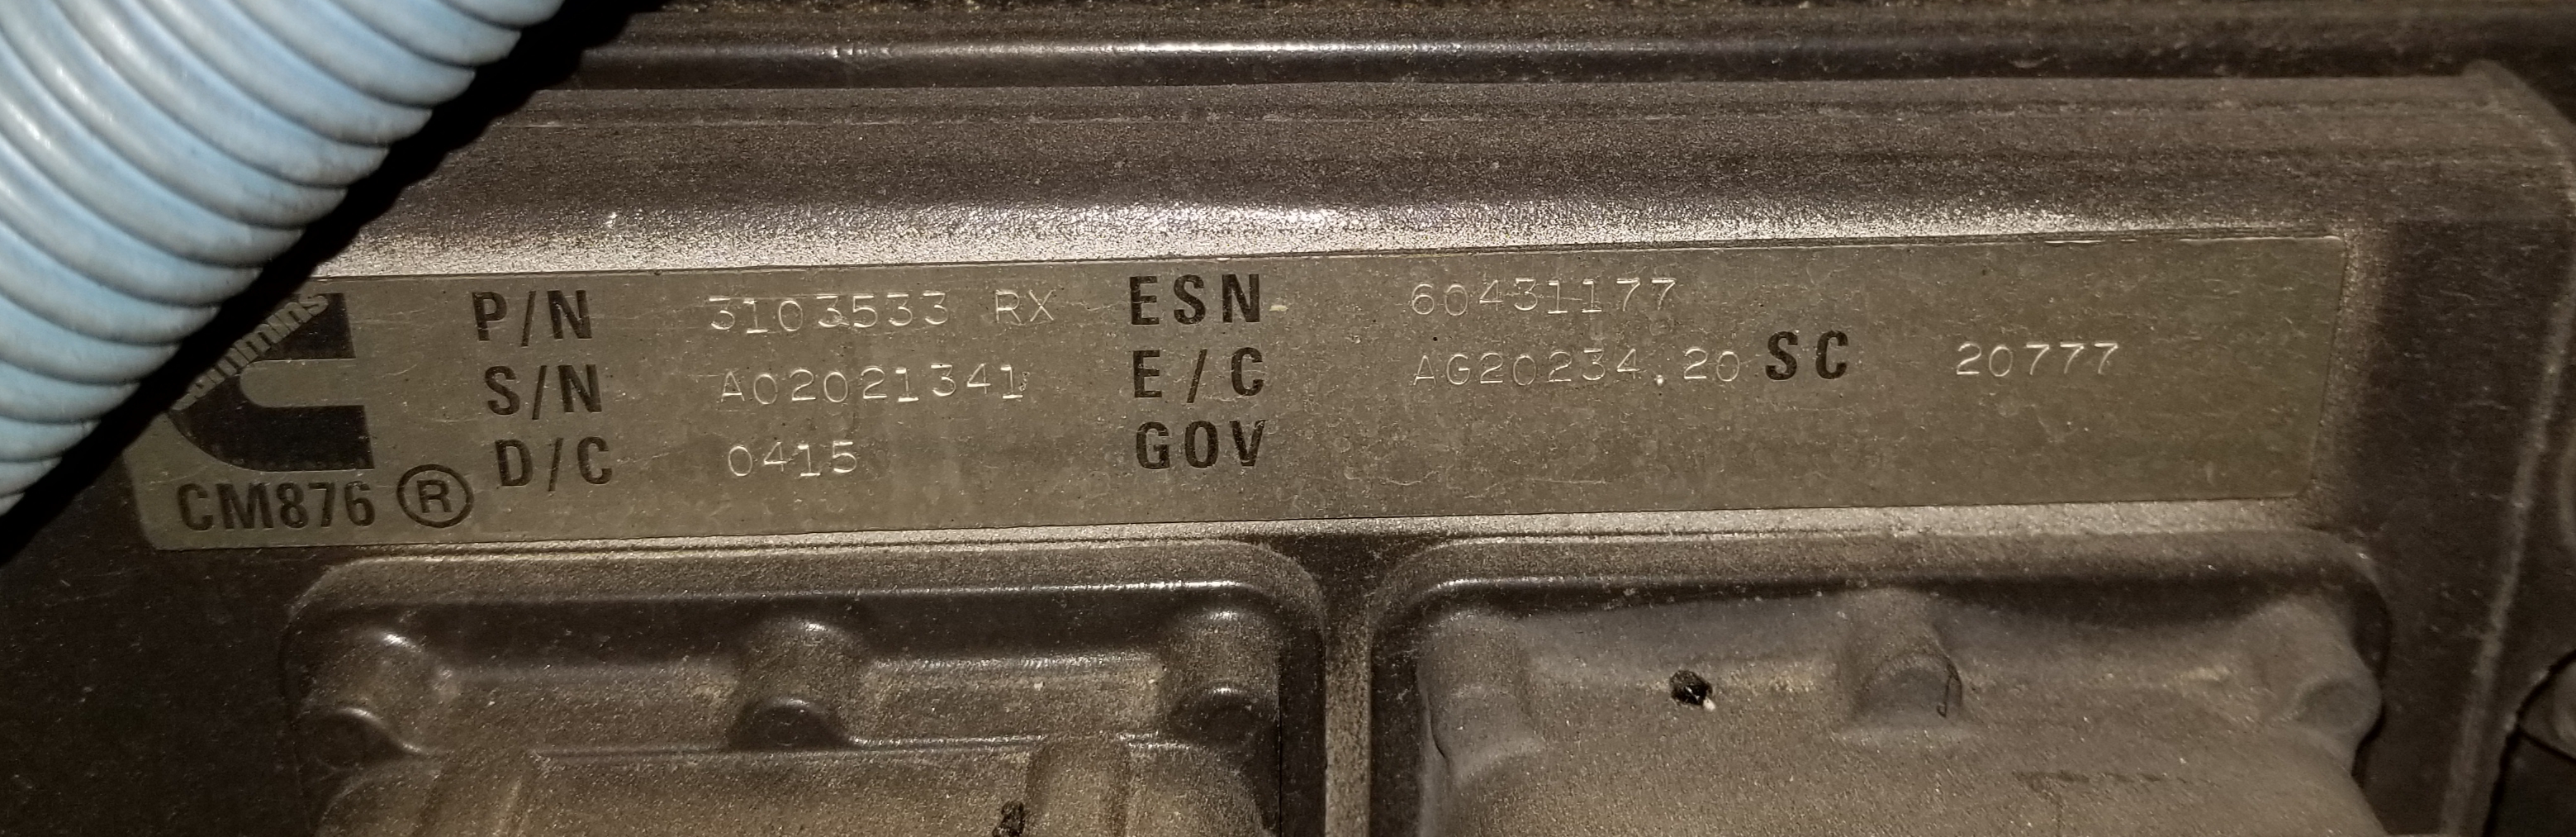 cummins
P/N 3103533 RX ESN 60431177
S/N A02021341 E/C AG20234.20 SC 20777
D/C 0415 GOV
CM876 ®